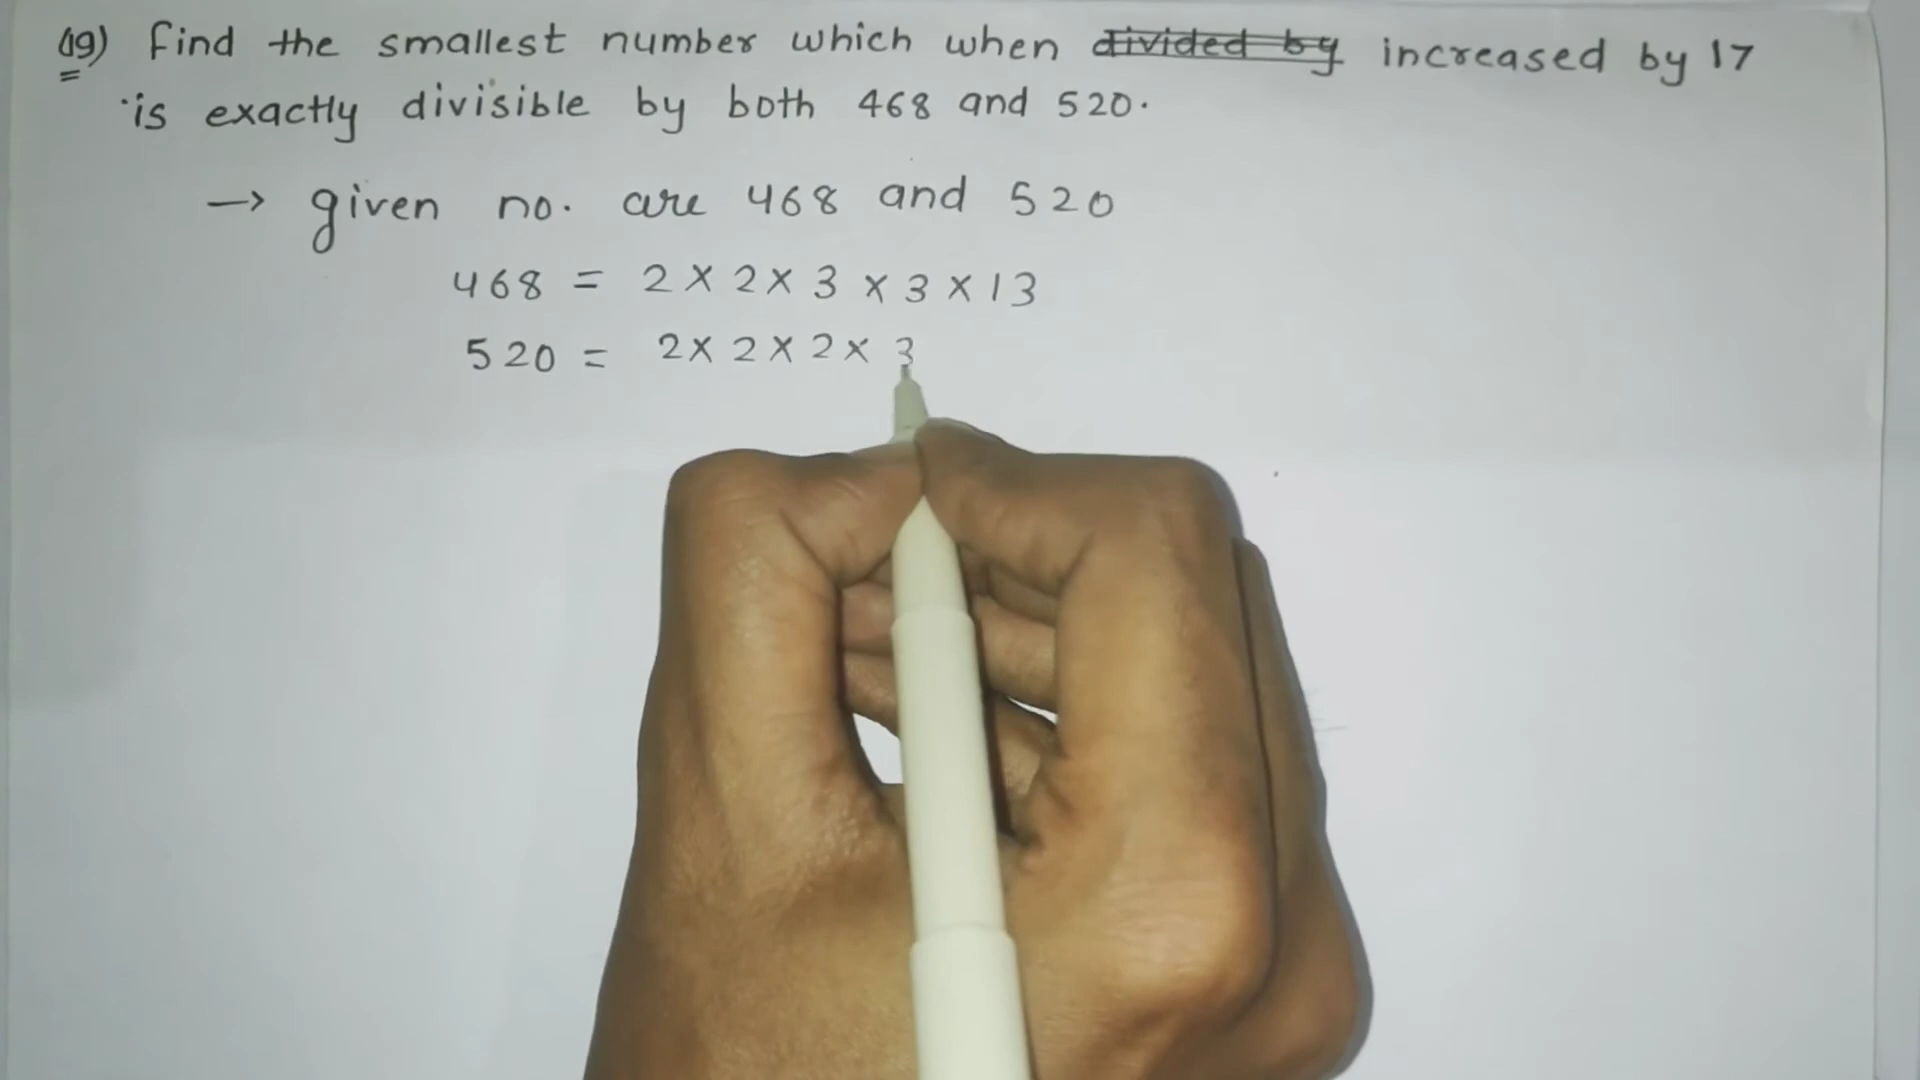 (19) find the smallest number which when divided by increased by 17
is exactly divisible by both 468 and 520.
→ given no. are 468 and 520
468 = 2 × 2 × 3 × 3 × 13
520 = 2 × 2 × 2 × 3